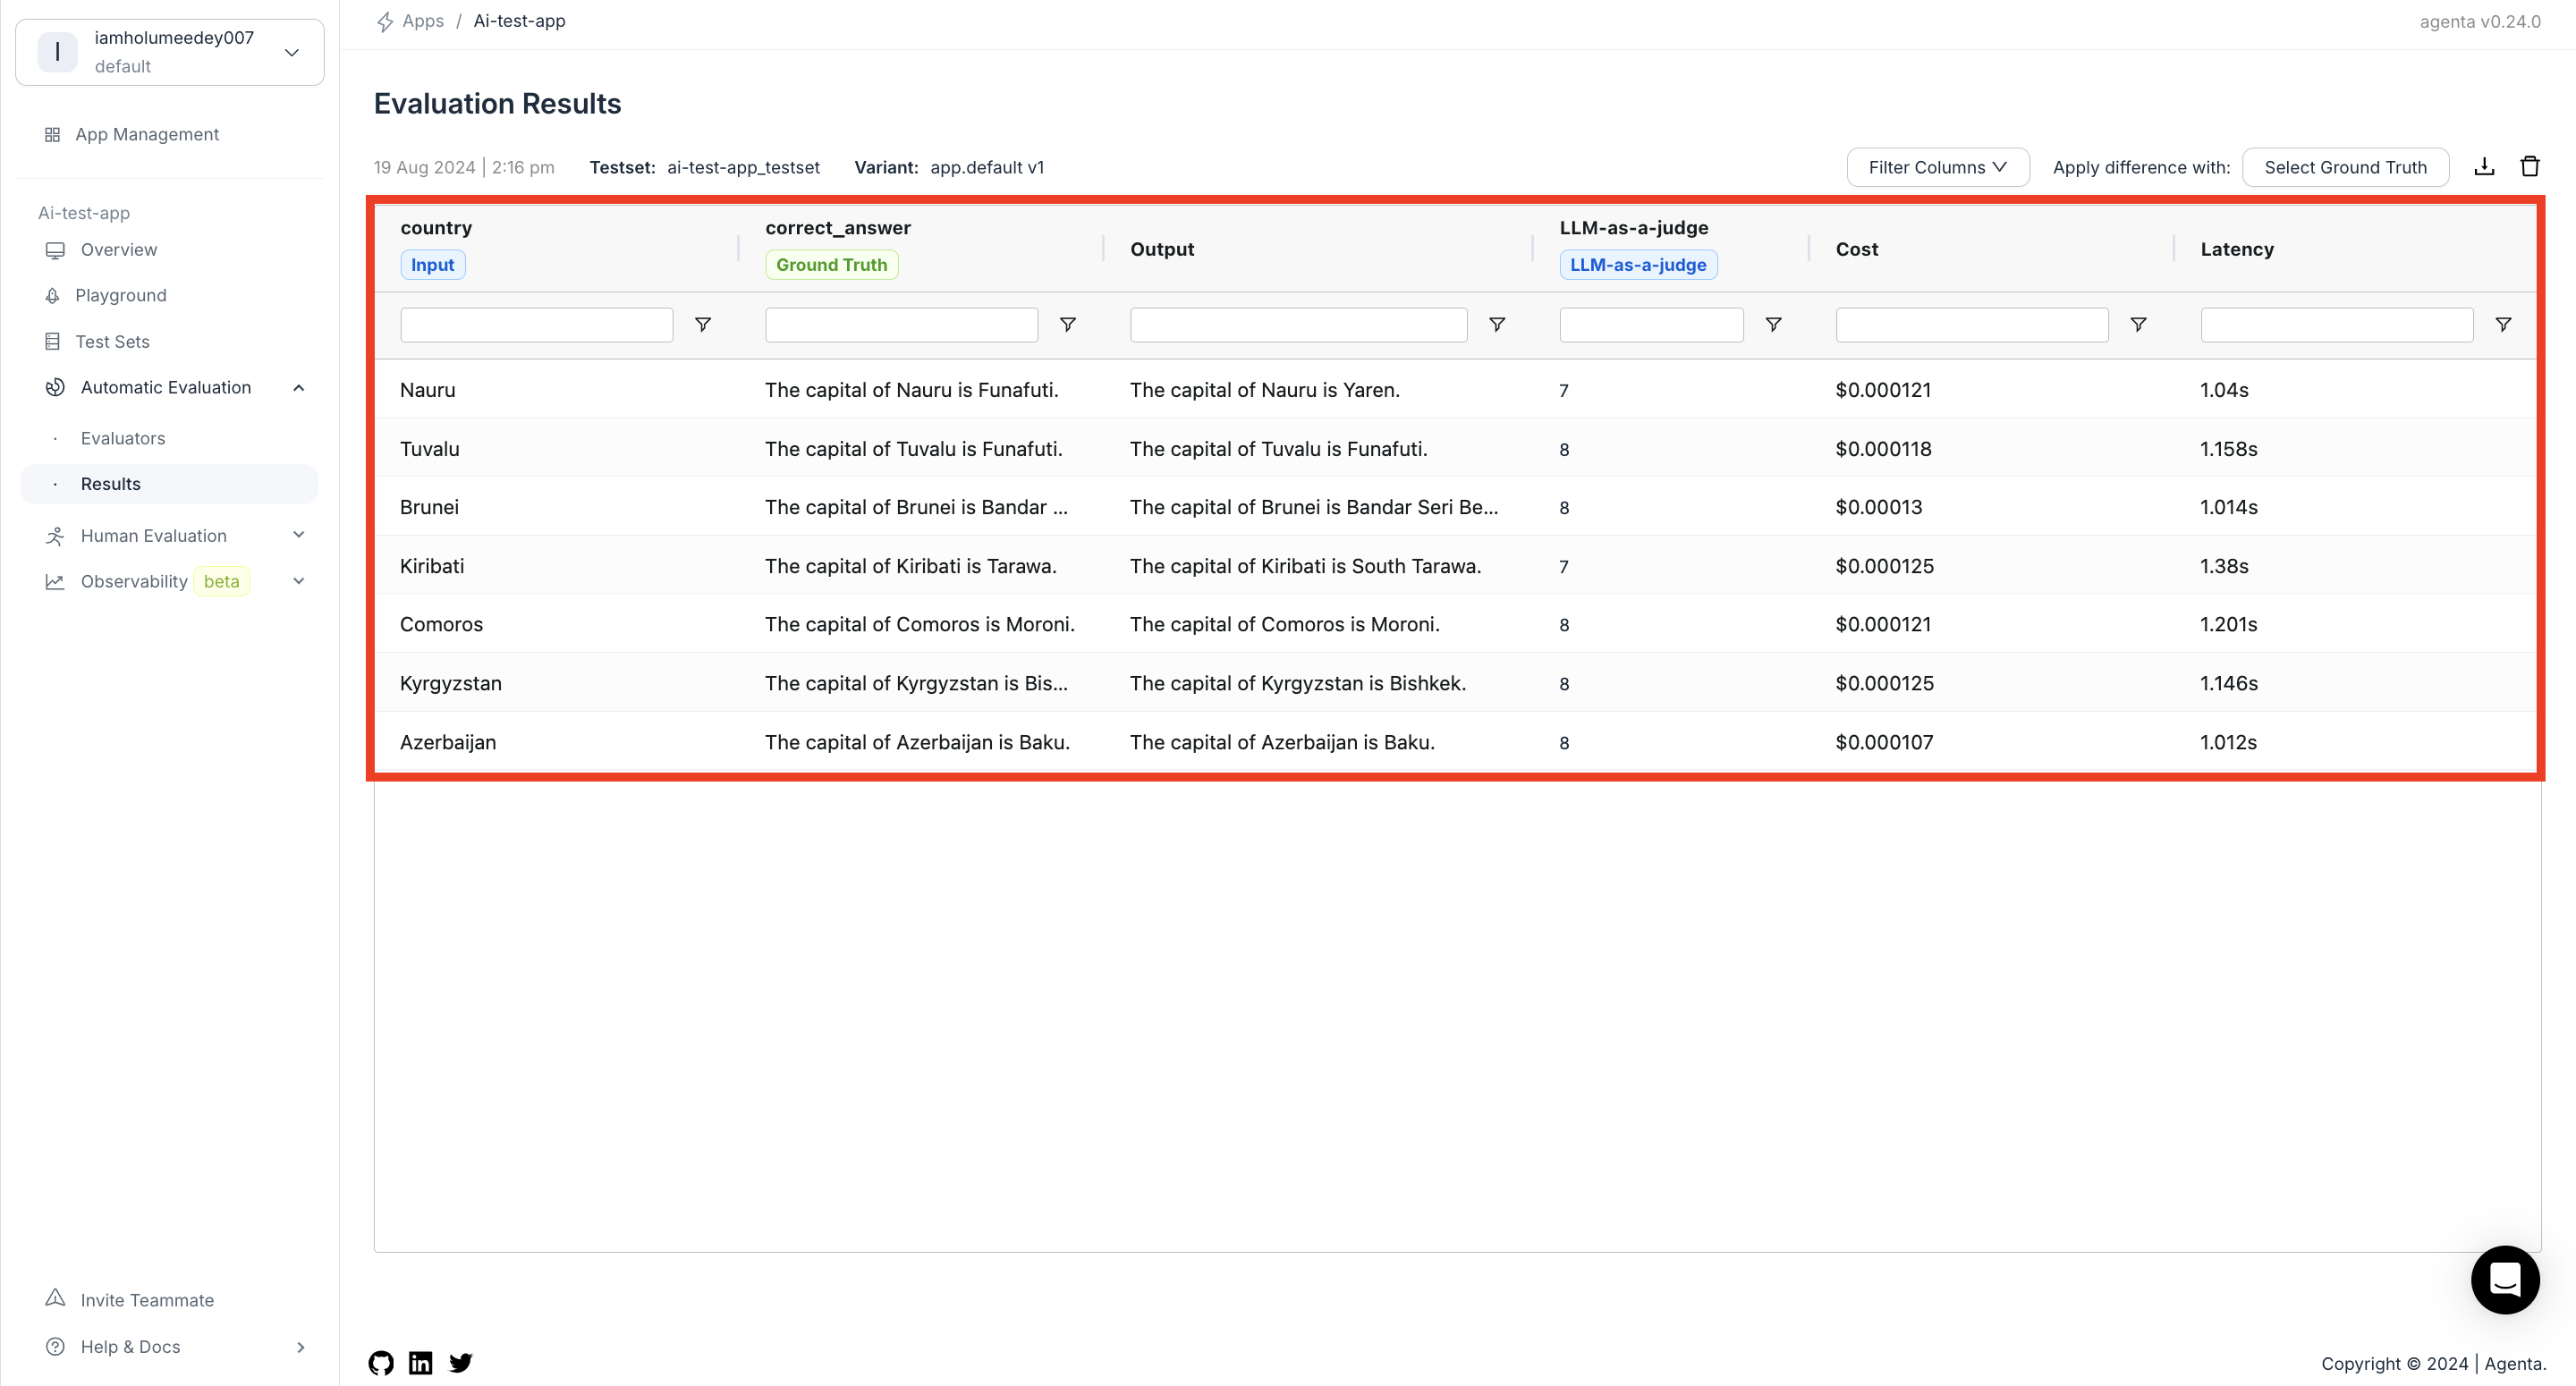 I
iamholumeedey007
default
App Management
Ai-test-app
Overview
Playground
Test Sets
Automatic Evaluation
· Evaluators
· Results
Human Evaluation
Observability beta
Invite Teammate
Help & Docs
Apps / Ai-test-app
agenta v0.24.0
Evaluation Results
19 Aug 2024 | 2:16 pm Testset: ai-test-app_testset Variant: app.default v1 Filter Columns Apply difference with: Select Ground Truth
country correct_answer Output LLM-as-a-judge Cost Latency
Input Ground Truth LLM-as-a-judge
Nauru The capital of Nauru is Funafuti. The capital of Nauru is Yaren. 7 $0.000121 1.04s
Tuvalu The capital of Tuvalu is Funafuti. The capital of Tuvalu is Funafuti. 8 $0.000118 1.158s
Brunei The capital of Brunei is Bandar ... The capital of Brunei is Bandar Seri Be... 8 $0.00013 1.014s
Kiribati The capital of Kiribati is Tarawa. The capital of Kiribati is South Tarawa. 7 $0.000125 1.38s
Comoros The capital of Comoros is Moroni. The capital of Comoros is Moroni. 8 $0.000121 1.201s
Kyrgyzstan The capital of Kyrgyzstan is Bis... The capital of Kyrgyzstan is Bishkek. 8 $0.000125 1.146s
Azerbaijan The capital of Azerbaijan is Baku. The capital of Azerbaijan is Baku. 8 $0.000107 1.012s
in
Copyright © 2024 | Agenta.